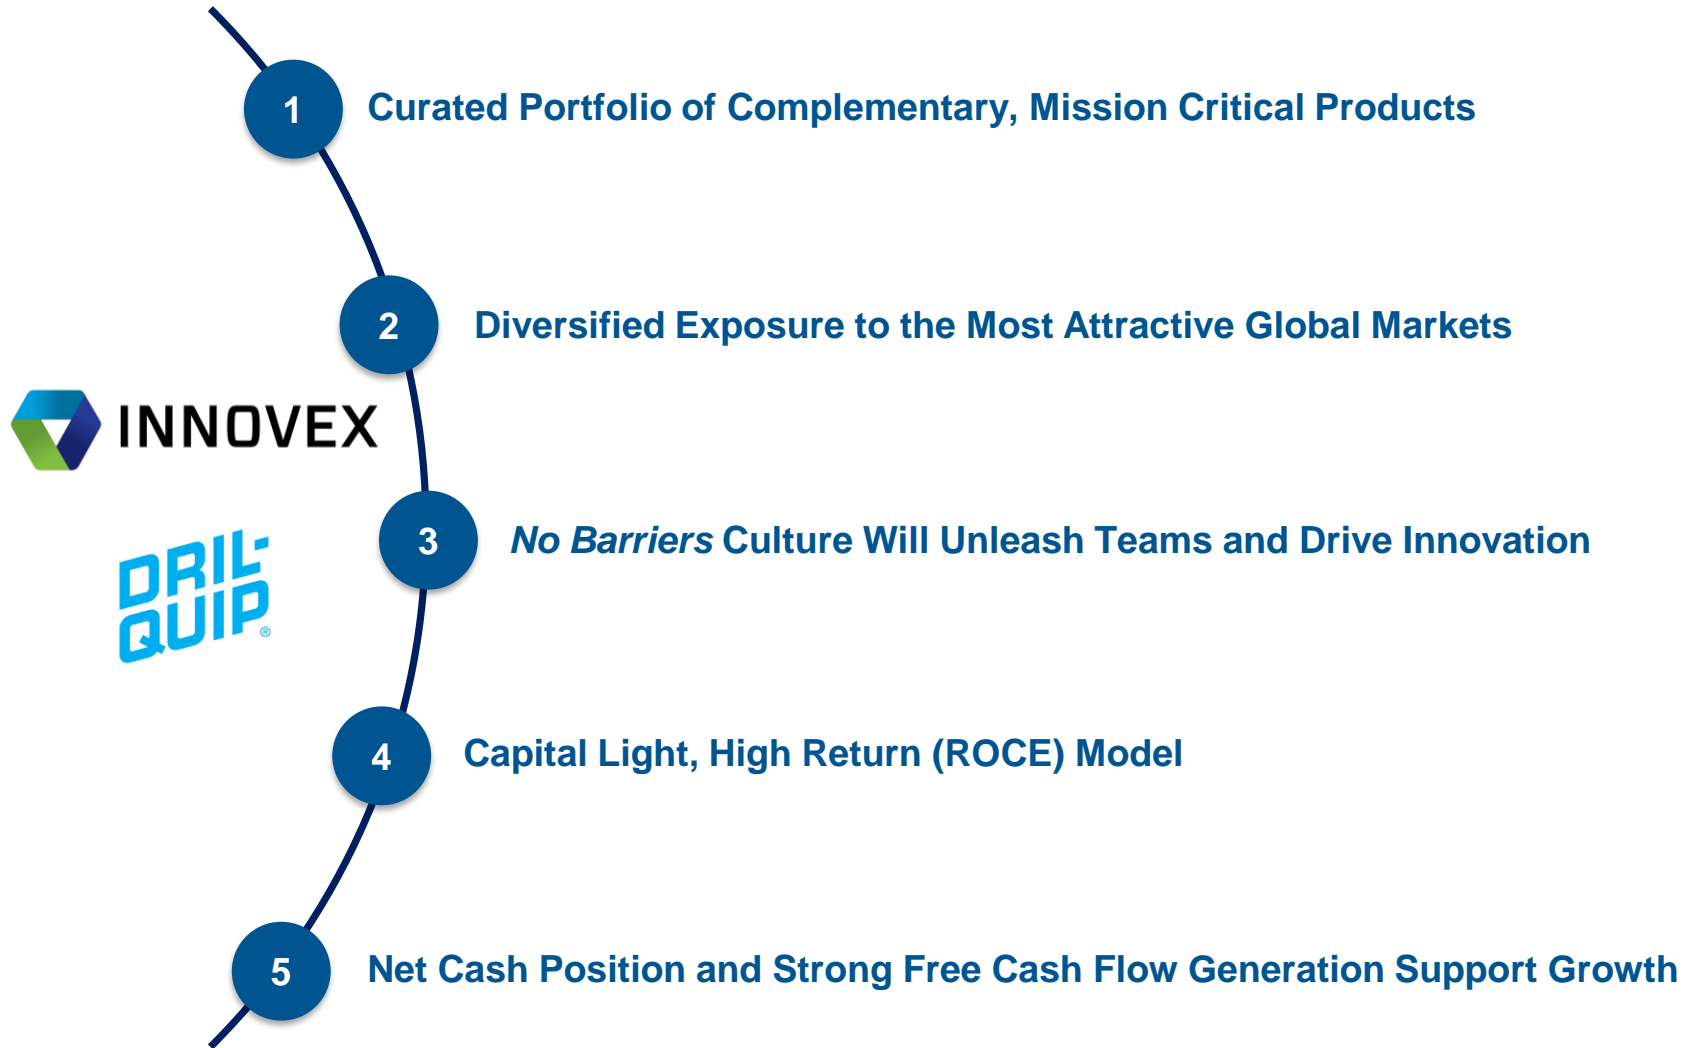 1
Curated Portfolio of Complementary, Mission Critical Products
2
Diversified Exposure to the Most Attractive Global Markets
INNOVEX
3
No Barriers Culture Will Unleash Teams and Drive Innovation
DRIL-
QUIP®
4
Capital Light, High Return (ROCE) Model
5
Net Cash Position and Strong Free Cash Flow Generation Support Growth